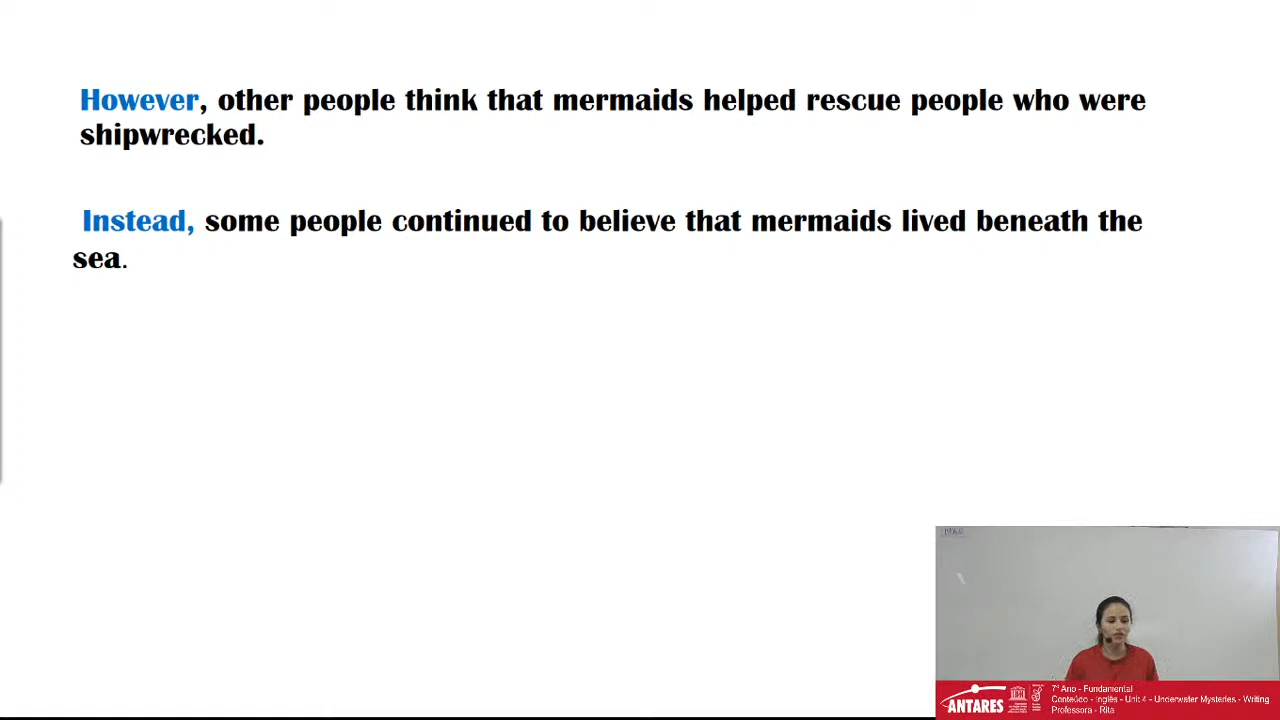 However, other people think that mermaids helped rescue people who were
shipwrecked.
Instead, some people continued to believe that mermaids lived beneath the
sea.
ANTARES
7º Ano - Fundamental
Conteúdo - Inglês - Unit 4 - Underwater Mysteries - Writing
Professora - Rita